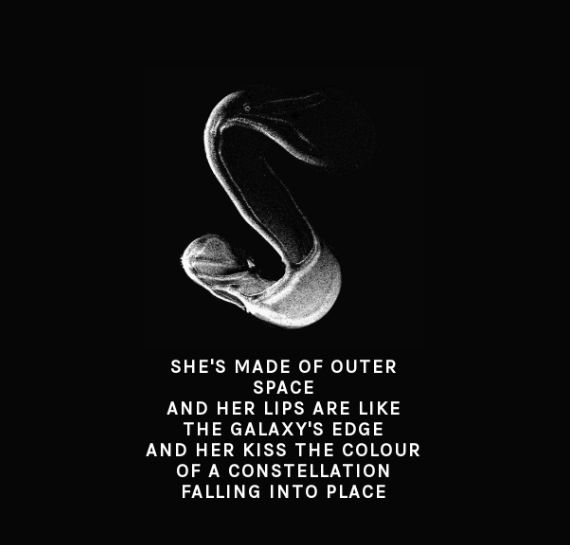 SHE'S MADE OF OUTER
SPACE
AND HER LIPS ARE LIKE
THE GALAXY'S EDGE
AND HER KISS THE COLOUR
OF A CONSTELLATION
FALLING INTO PLACE